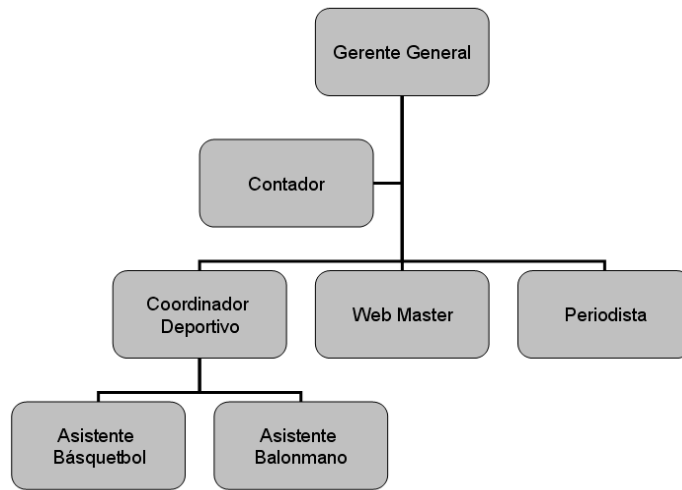 Gerente General
Contador
Coordinador
Deportivo
Web Master
Periodista
Asistente
Básquetbol
Asistente
Balonmano